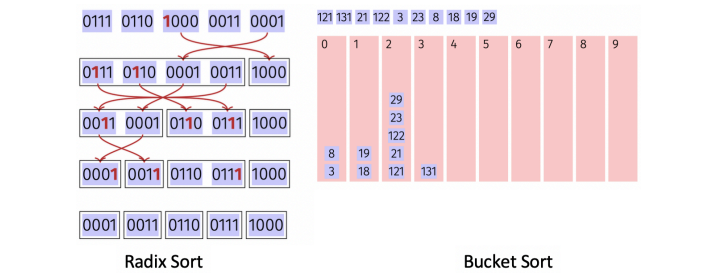 0111 0110 1000 0011 0001
0111 0110 0001 0011 1000
0011 0001 0110 0111 1000
0001 0011 0110 0111 1000
0001 0011 0110 0111 1000
Radix Sort
121 131 21 122 3 23 8 18 19 29
0 1 2 3 4 5 6 7 8 9
29
23
122
8 19 21
3 18 121 131
Bucket Sort